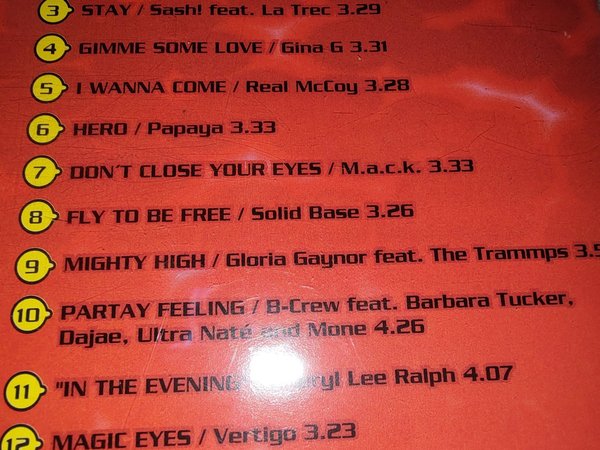 3 STAY / Sash! feat. La Trec 3.29
4 GIMME SOME LOVE / Gina G 3.31
5 I WANNA COME / Real McCoy 3.28
6 HERO / Papaya 3.33
7 DON'T CLOSE YOUR EYES / M.a.c.k. 3.33
8 FLY TO BE FREE / Solid Base 3.26
9 MIGHTY HIGH / Gloria Gaynor feat. The Trammps
10 PARTAY FEELING / B-Crew feat. Barbara Tucker,
Dajae, Ultra Naté and Mone 4.26
11 "IN THE EVENING Lee Ralph 4.07
12 MAGIC EYES / Vertigo 3.23